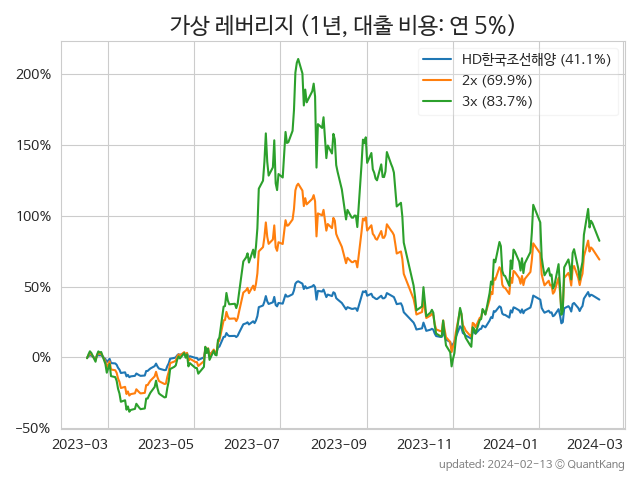 가상 레버리지 (1년, 대출 비용: 연 5%)
HD한국조선해양 (41.1%)
2x (69.9%)
3x (83.7%)
200%
150%
100%
50%
0%
−50%
2023-03 2023-05 2023-07 2023-09 2023-11 2024-01 2024-03
updated: 2024-02-13 © QuantKang